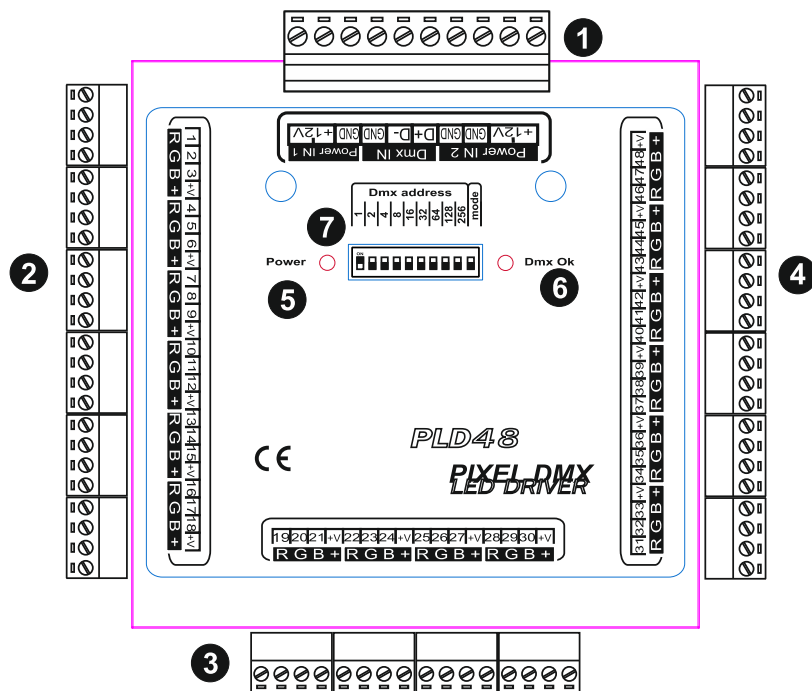 1
+12V GND GND D- D+ GND GND +12V
Power IN 1 Dmx IN Power IN 2
Dmx address
1 2 4 8 16 32 64 128 256 mode
7
ON
Power
Dmx Ok
5
6
2
4
1 2 3 +V 4 5 6 +V 7 8 9 +V 10 11 12 +V 13 14 15 +V 16 17 18 +V
R G B + R G B + R G B + R G B + R G B + R G B +
31 32 33 +V 34 35 36 +V 37 38 39 +V 40 41 42 +V 43 44 45 +V 46 47 48 +V
R G B + R G B + R G B + R G B + R G B + R G B +
CE
PLD48
PIXEL DMX
LED DRIVER
19 20 21 +V 22 23 24 +V 25 26 27 +V 28 29 30 +V
R G B + R G B + R G B + R G B +
3